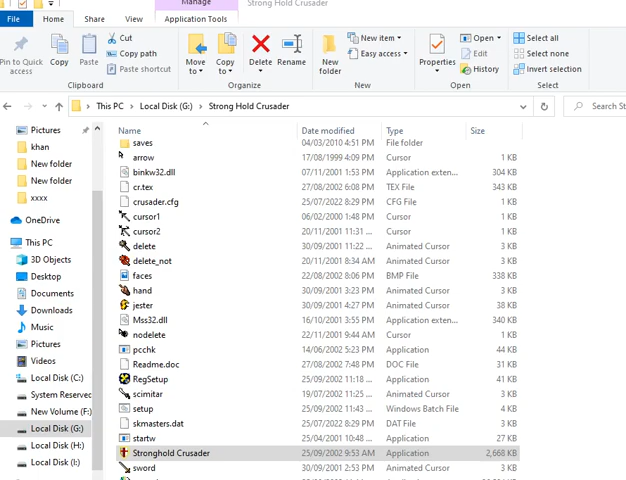 Manage
Strong Hold Crusader
File
Home
Share
View
Application Tools
Pin to Quick access
Copy
Paste
Cut
Copy path
Paste shortcut
Clipboard
Move to
Copy to
Delete
Rename
Organize
New folder
New item
Easy access
New
Properties
Open
Edit
History
Open
Select all
Select none
Invert selection
Select
This PC > Local Disk (G:) > Strong Hold Crusader
Search St
Pictures
khan
New folder
New folder
xxxx
OneDrive
This PC
3D Objects
Desktop
Documents
Downloads
Music
Pictures
Videos
Local Disk (C:)
System Reserved
New Volume (F:)
Local Disk (G:)
Local Disk (H:)
Local Disk (I:)
Name Date modified Type Size
saves 04/03/2010 4:51 PM File folder
arrow 17/08/1999 4:09 PM Cursor 1 KB
binkw32.dll 07/11/2001 1:53 PM Application exten... 304 KB
cr.tex 27/08/2002 6:08 PM TEX File 343 KB
crusader.cfg 25/07/2022 8:29 PM CFG File 1 KB
cursor1 06/02/2000 1:48 PM Cursor 1 KB
cursor2 20/11/2001 11:31 ... Cursor 1 KB
delete 30/09/2001 11:22 ... Animated Cursor 3 KB
delete_not 20/11/2001 8:34 AM Animated Cursor 3 KB
faces 22/08/2002 8:06 PM BMP File 338 KB
hand 30/09/2001 3:23 PM Animated Cursor 3 KB
jester 30/09/2001 4:27 PM Animated Cursor 38 KB
Mss32.dll 16/10/2001 3:55 PM Application exten... 340 KB
nodelete 22/11/2001 9:44 AM Cursor 1 KB
pcchk 14/06/2002 5:23 PM Application 44 KB
Readme.doc 27/08/2002 7:48 PM DOC File 31 KB
RegSetup 25/09/2002 11:18 ... Application 41 KB
scimitar 19/07/2002 11:25 ... Animated Cursor 3 KB
setup 25/09/2002 11:43 ... Windows Batch File 4 KB
skmasters.dat 25/07/2022 8:29 PM DAT File 3 KB
startw 25/04/2001 10:48 ... Application 27 KB
Stronghold Crusader 25/09/2002 9:53 AM Application 2,668 KB
sword 30/09/2001 2:53 PM Animated Cursor 3 KB